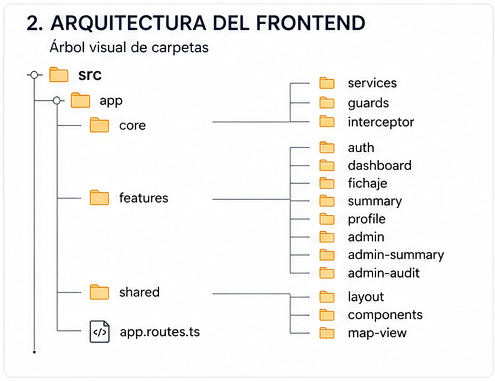 2. ARQUITECTURA DEL FRONTEND
Árbol visual de carpetas
src
app
core
services
guards
interceptor
features
auth
dashboard
fichaje
summary
profile
admin
admin-summary
admin-audit
shared
layout
components
map-view
</> app.routes.ts